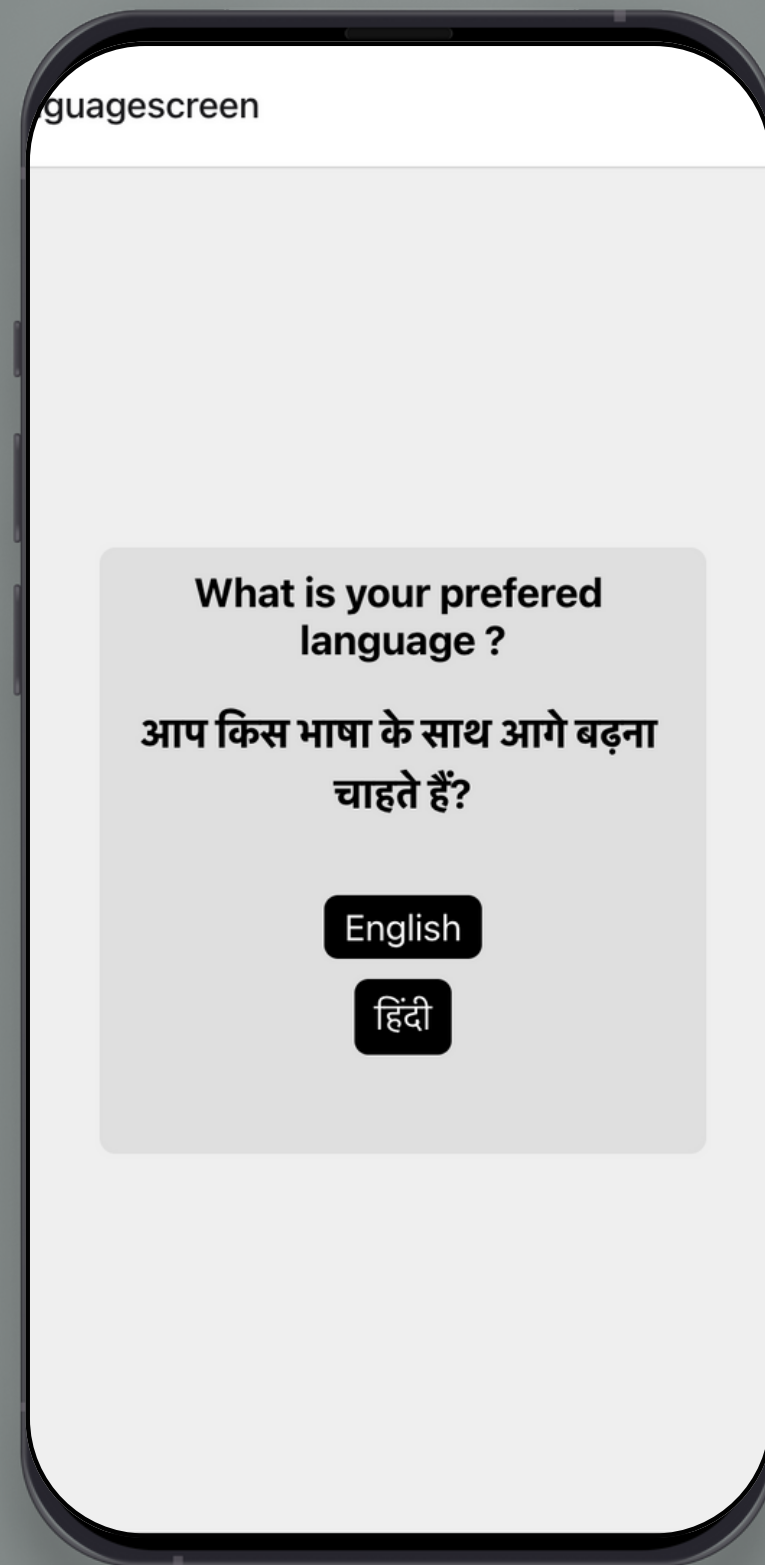 guagescreen
What is your prefered
language ?
आप किस भाषा के साथ आगे बढ़ना
चाहते हैं?
English
हिंदी